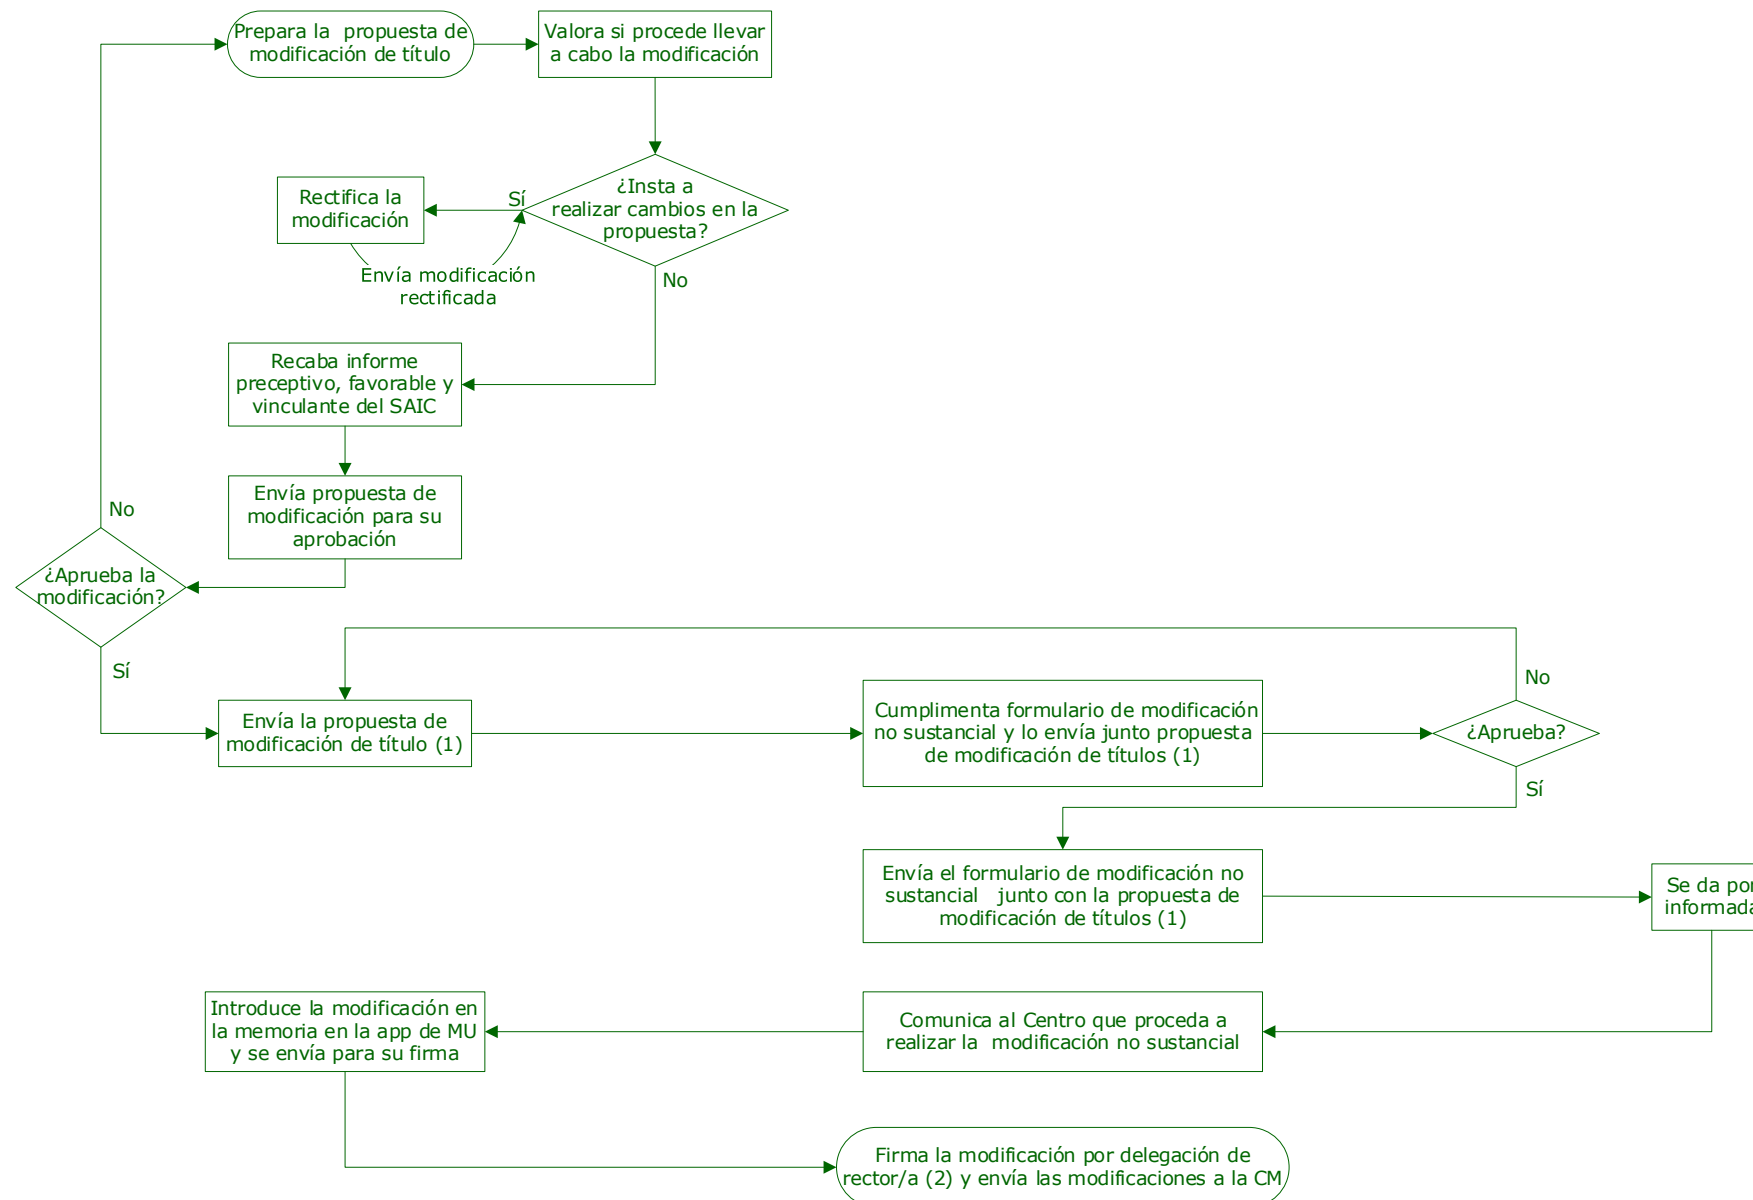 Prepara la propuesta de
modificación de título
Valora si procede llevar
a cabo la modificación
¿Insta a
realizar cambios en la
propuesta?
Sí
Rectifica la
modificación
Envía modificación
rectificada
No
Recaba informe
preceptivo, favorable y
vinculante del SAIC
Envía propuesta de
modificación para su
aprobación
No
¿Aprueba la
modificación?
Sí
Envía la propuesta de
modificación de título (1)
Cumplimenta formulario de modificación
no sustancial y lo envía junto propuesta
de modificación de títulos (1)
No
¿Aprueba?
Sí
Envía el formulario de modificación no
sustancial junto con la propuesta de
modificación de títulos (1)
Se da por
informada
Comunica al Centro que proceda a
realizar la modificación no sustancial
Introduce la modificación en
la memoria en la app de MU
y se envía para su firma
Firma la modificación por delegación de
rector/a (2) y envía las modificaciones a la CM